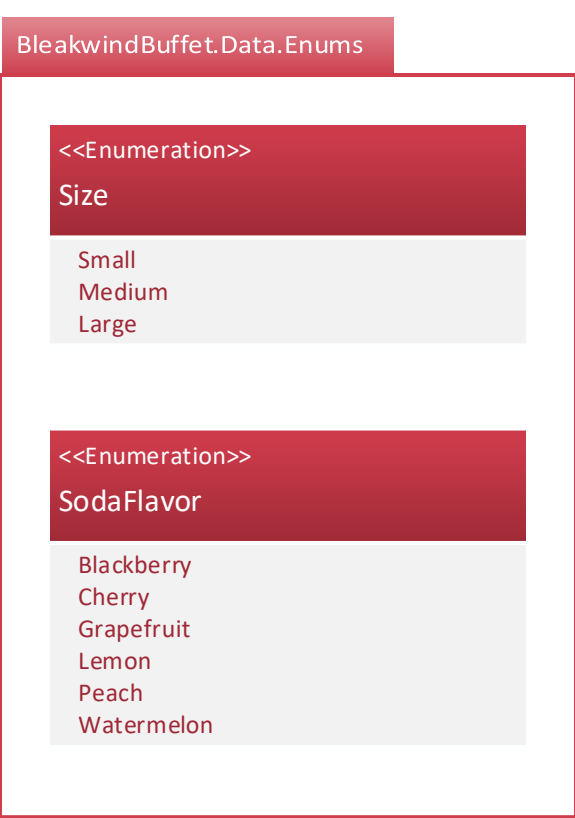 BleakwindBuffet.Data.Enums
<<Enumeration>>
Size
Small
Medium
Large
<<Enumeration>>
SodaFlavor
Blackberry
Cherry
Grapefruit
Lemon
Peach
Watermelon